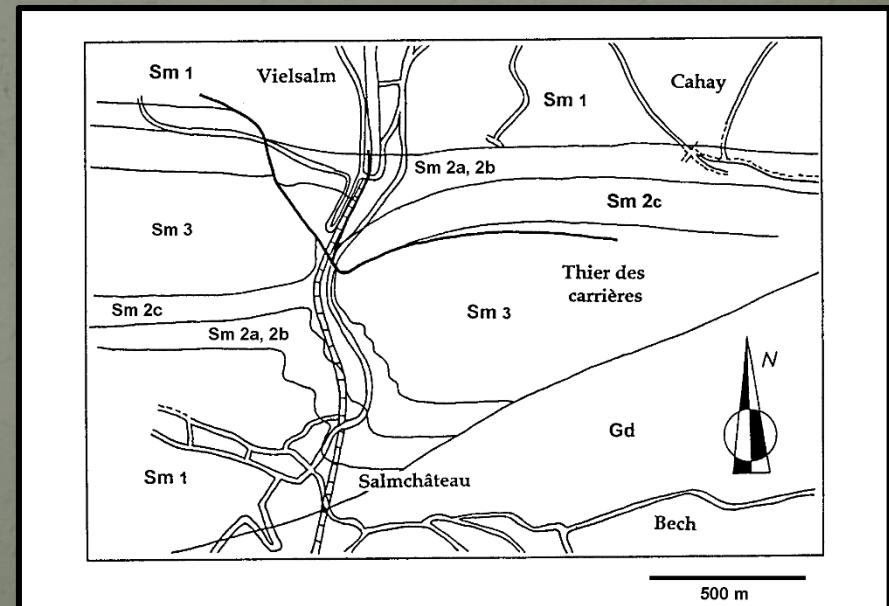 Sm 1
Vielsalm
Sm 1
Cahay
Sm 2a, 2b
Sm 2c
Sm 3
Thier des
carrières
Sm 2c
Sm 3
Sm 2a, 2b
N
Gd
Sm 1
Salmchâteau
Bech
500 m